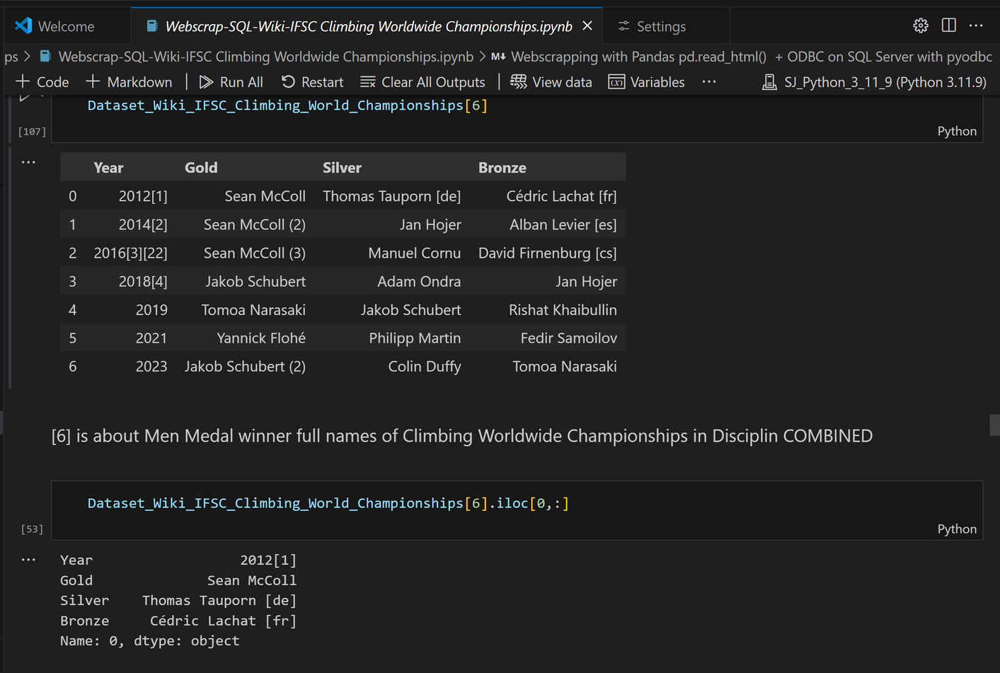 Welcome
Webscrap-SQL-Wiki-IFSC Climbing Worldwide Championships.ipynb
Settings
ps > Webscrap-SQL-Wiki-IFSC Climbing Worldwide Championships.ipynb > M↓ Webscrapping with Pandas pd.read_html() + ODBC on SQL Server with pyodbc
+ Code + Markdown | Run All Restart Clear All Outputs | View data Variables ··· SJ_Python_3_11_9 (Python 3.11.9)
Dataset_Wiki_IFSC_Climbing_World_Championships[6]
[107] Python
Year Gold Silver Bronze
0 2012[1] Sean McColl Thomas Tauporn [de] Cédric Lachat [fr]
1 2014[2] Sean McColl (2) Jan Hojer Alban Levier [es]
2 2016[3][22] Sean McColl (3) Manuel Cornu David Firnenburg [cs]
3 2018[4] Jakob Schubert Adam Ondra Jan Hojer
4 2019 Tomoa Narasaki Jakob Schubert Rishat Khaibullin
5 2021 Yannick Flohé Philipp Martin Fedir Samoilov
6 2023 Jakob Schubert (2) Colin Duffy Tomoa Narasaki
[6] is about Men Medal winner full names of Climbing Worldwide Championships in Disciplin COMBINED
Dataset_Wiki_IFSC_Climbing_World_Championships[6].iloc[0,:]
[53] Python
Year 2012[1]
Gold Sean McColl
Silver Thomas Tauporn [de]
Bronze Cédric Lachat [fr]
Name: 0, dtype: object